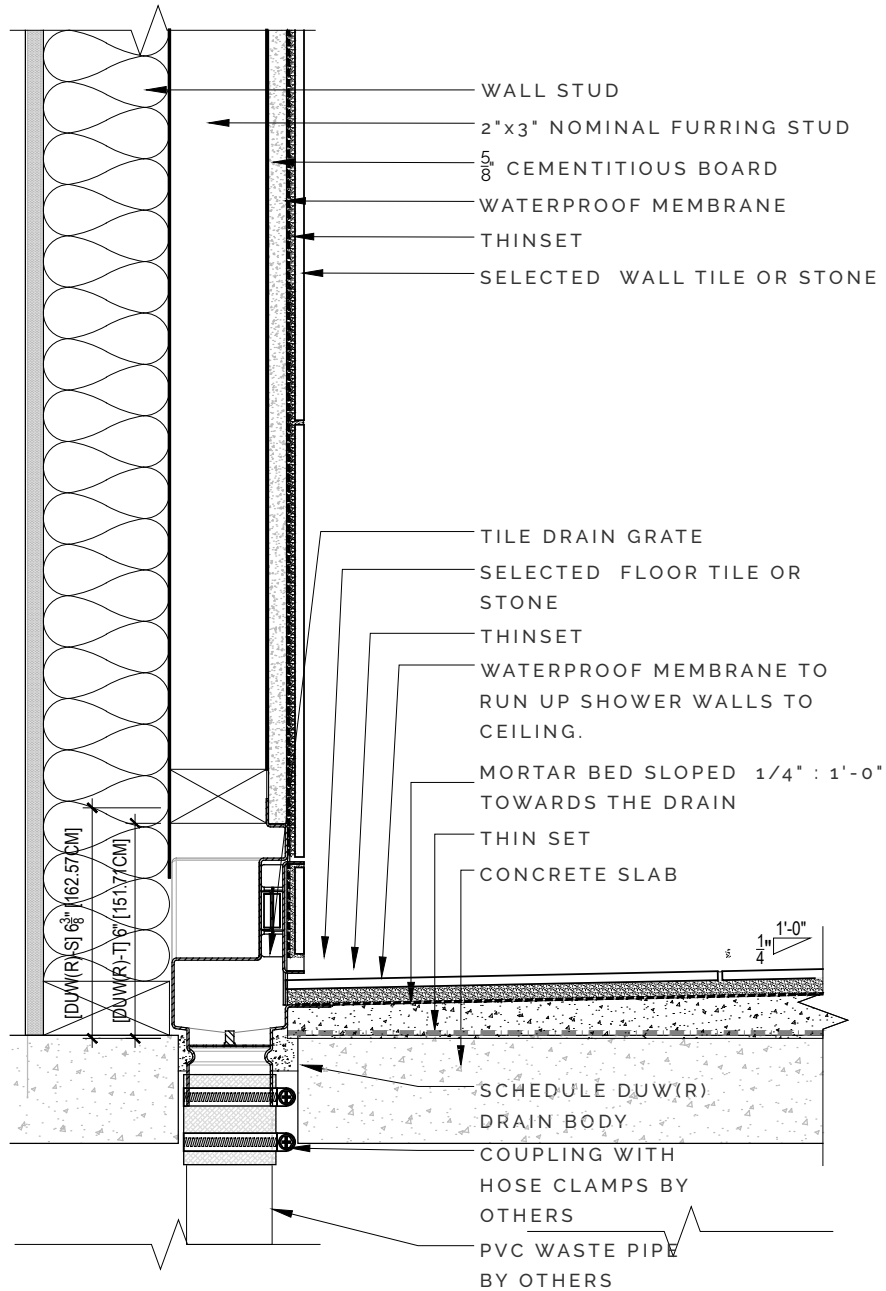 WALL STUD
2"x3" NOMINAL FURRING STUD
5/8" CEMENTITIOUS BOARD
WATERPROOF MEMBRANE
THINSET
SELECTED WALL TILE OR STONE
TILE DRAIN GRATE
SELECTED FLOOR TILE OR
STONE
THINSET
WATERPROOF MEMBRANE TO
RUN UP SHOWER WALLS TO
CEILING.
MORTAR BED SLOPED 1/4" : 1'-0"
TOWARDS THE DRAIN
THIN SET
CONCRETE SLAB
[DUW(R)-S] 6 3/8" [162.57CM]
[DUW(R)-T] 6" [151.71CM]
1'-0"
1/4"
SCHEDULE DUW(R)
DRAIN BODY
COUPLING WITH
HOSE CLAMPS BY
OTHERS
PVC WASTE PIPE
BY OTHERS